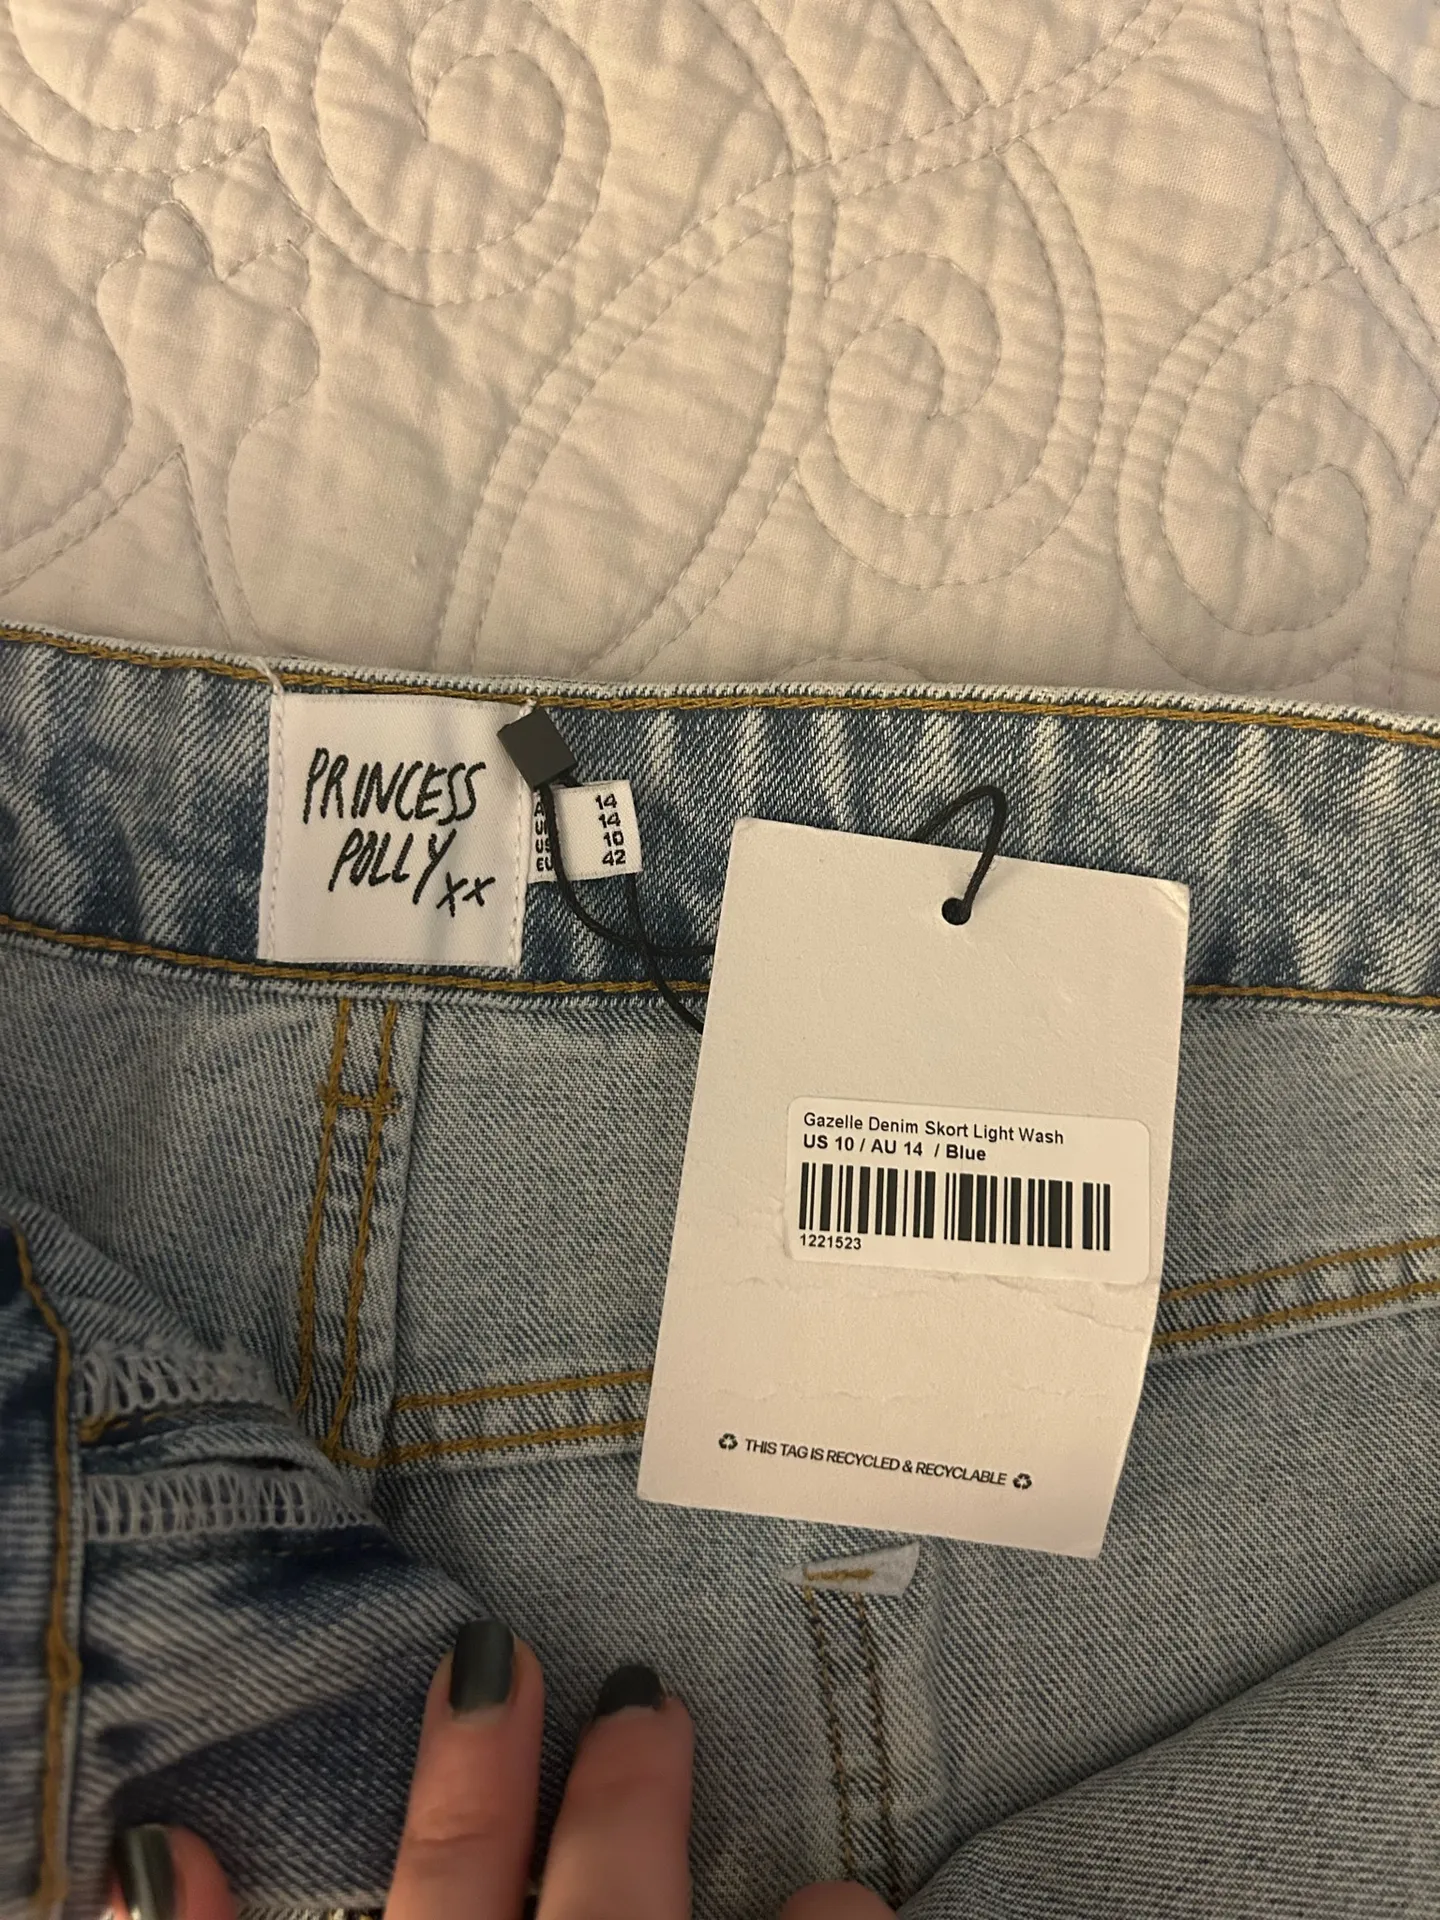 PRINCESS
POLLY xx
14
14
10
EU 42
Gazelle Denim Skort Light Wash
US 10 / AU 14 / Blue
1221523
THIS TAG IS RECYCLED & RECYCLABLE